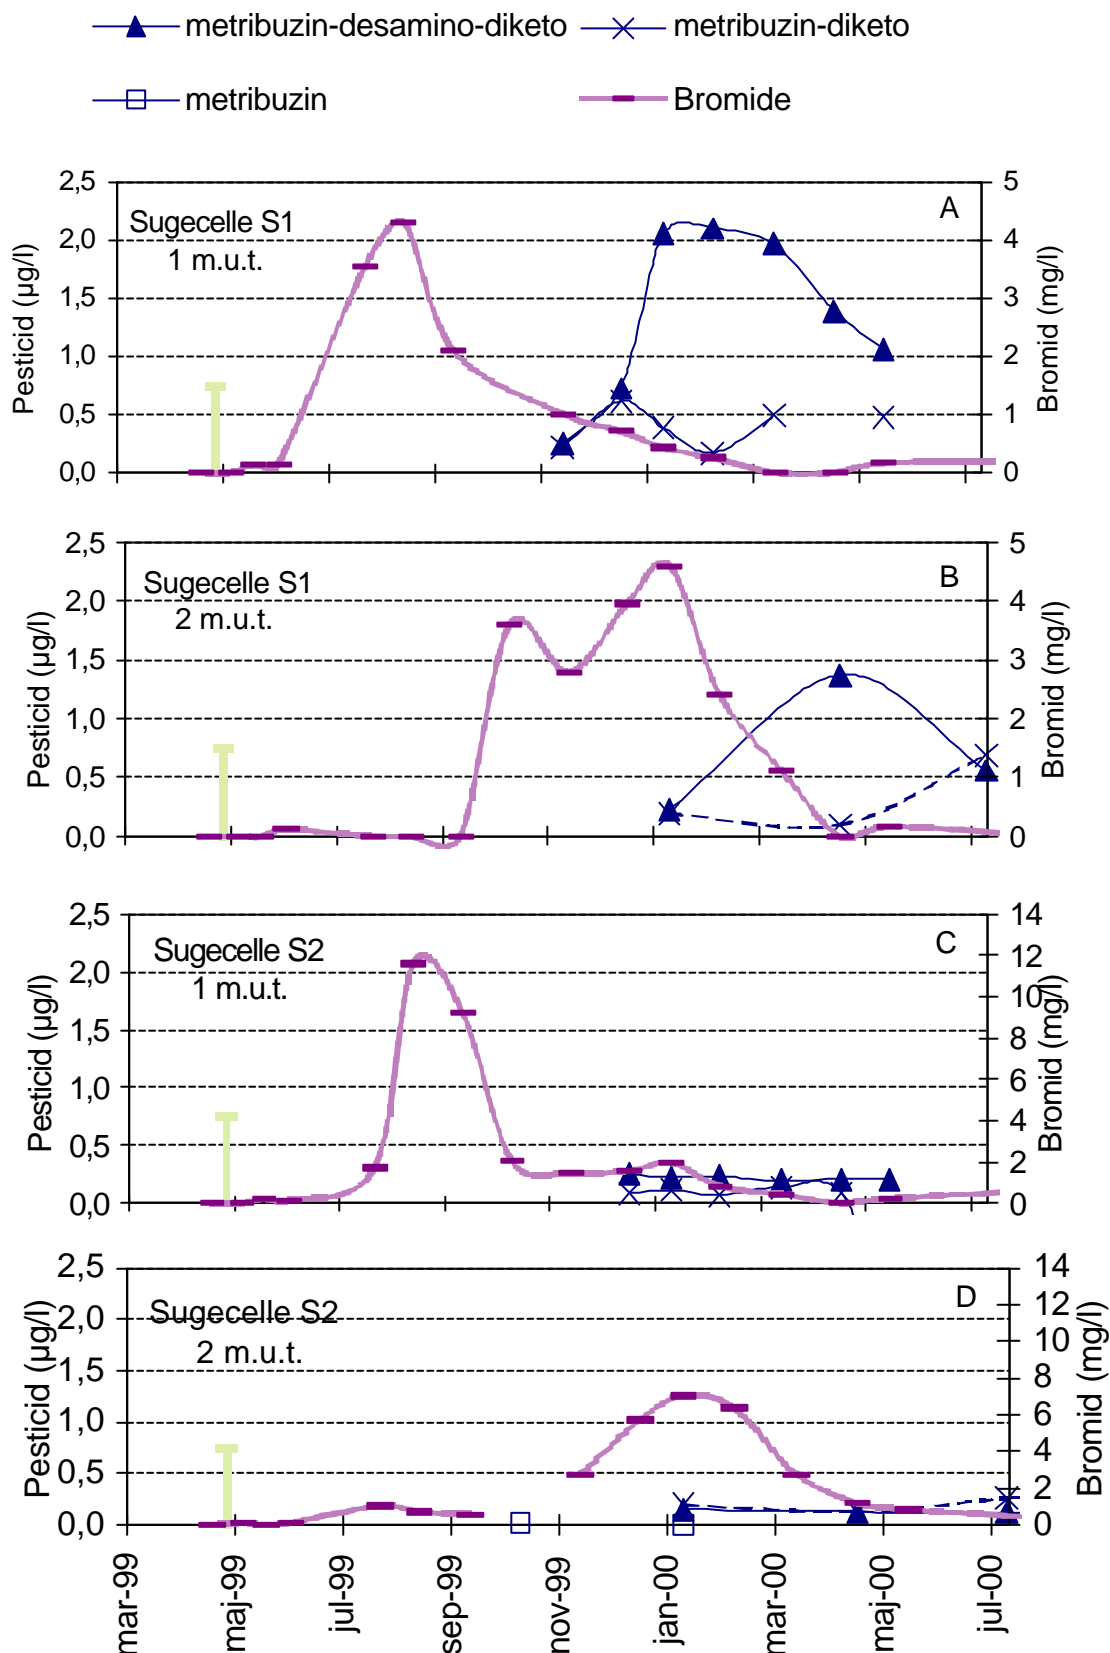 metribuzin-desamino-diketo
metribuzin-diketo
metribuzin
Bromide
2,5
2,0
1,5
1,0
0,5
0,0
Pesticid (µg/l)
Sugecelle S1
1 m.u.t.
A
5
4
3
2
1
0
Bromid (mg/l)
2,5
2,0
1,5
1,0
0,5
0,0
Pesticid (µg/l)
Sugecelle S1
2 m.u.t.
B
5
4
3
2
1
0
Bromid (mg/l)
2,5
2,0
1,5
1,0
0,5
0,0
Pesticid (µg/l)
Sugecelle S2
1 m.u.t.
C
14
12
10
8
6
4
2
0
Bromid (mg/l)
2,5
2,0
1,5
1,0
0,5
0,0
Pesticid (µg/l)
Sugecelle S2
2 m.u.t.
D
14
12
10
8
6
4
2
0
Bromid (mg/l)
mar-99
maj-99
jul-99
sep-99
nov-99
jan-00
mar-00
maj-00
jul-00